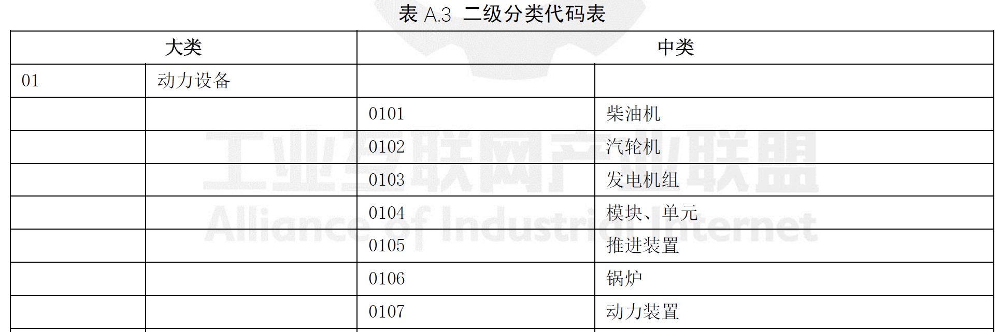 表 A.3 二级分类代码表
大类 中类
01 动力设备
0101 柴油机
0102 汽轮机
工业互联网产业联盟
0103 发电机组
0104 模块、单元
Alliance of Industrial Internet
0105 推进装置
0106 锅炉
0107 动力装置